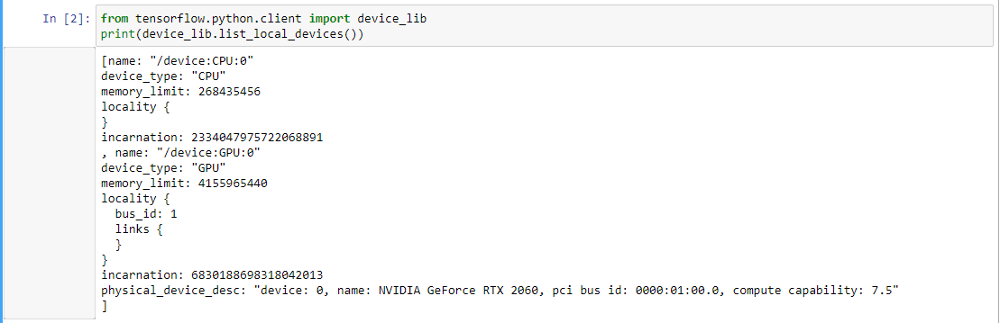 In [2]: from tensorflow.python.client import device_lib
print(device_lib.list_local_devices())
[name: "/device:CPU:0"
device_type: "CPU"
memory_limit: 268435456
locality {
}
incarnation: 2334047975722068891
, name: "/device:GPU:0"
device_type: "GPU"
memory_limit: 4155965440
locality {
  bus_id: 1
  links {
  }
}
incarnation: 6830188698318042013
physical_device_desc: "device: 0, name: NVIDIA GeForce RTX 2060, pci bus id: 0000:01:00.0, compute capability: 7.5"
]